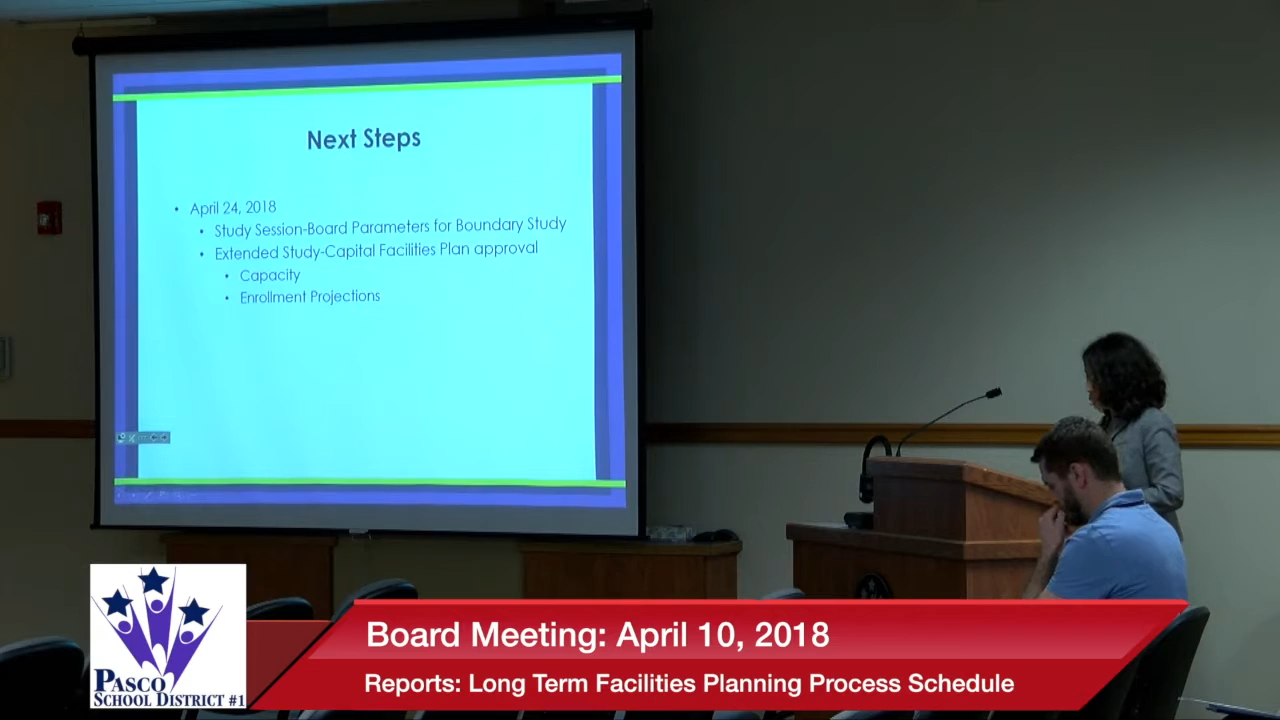 Next Steps
• April 24, 2018
• Study Session-Board Parameters for Boundary Study
• Extended Study-Capital Facilities Plan approval
• Capacity
• Enrollment Projections
PASCO
SCHOOL DISTRICT #1
Board Meeting: April 10, 2018
Reports: Long Term Facilities Planning Process Schedule